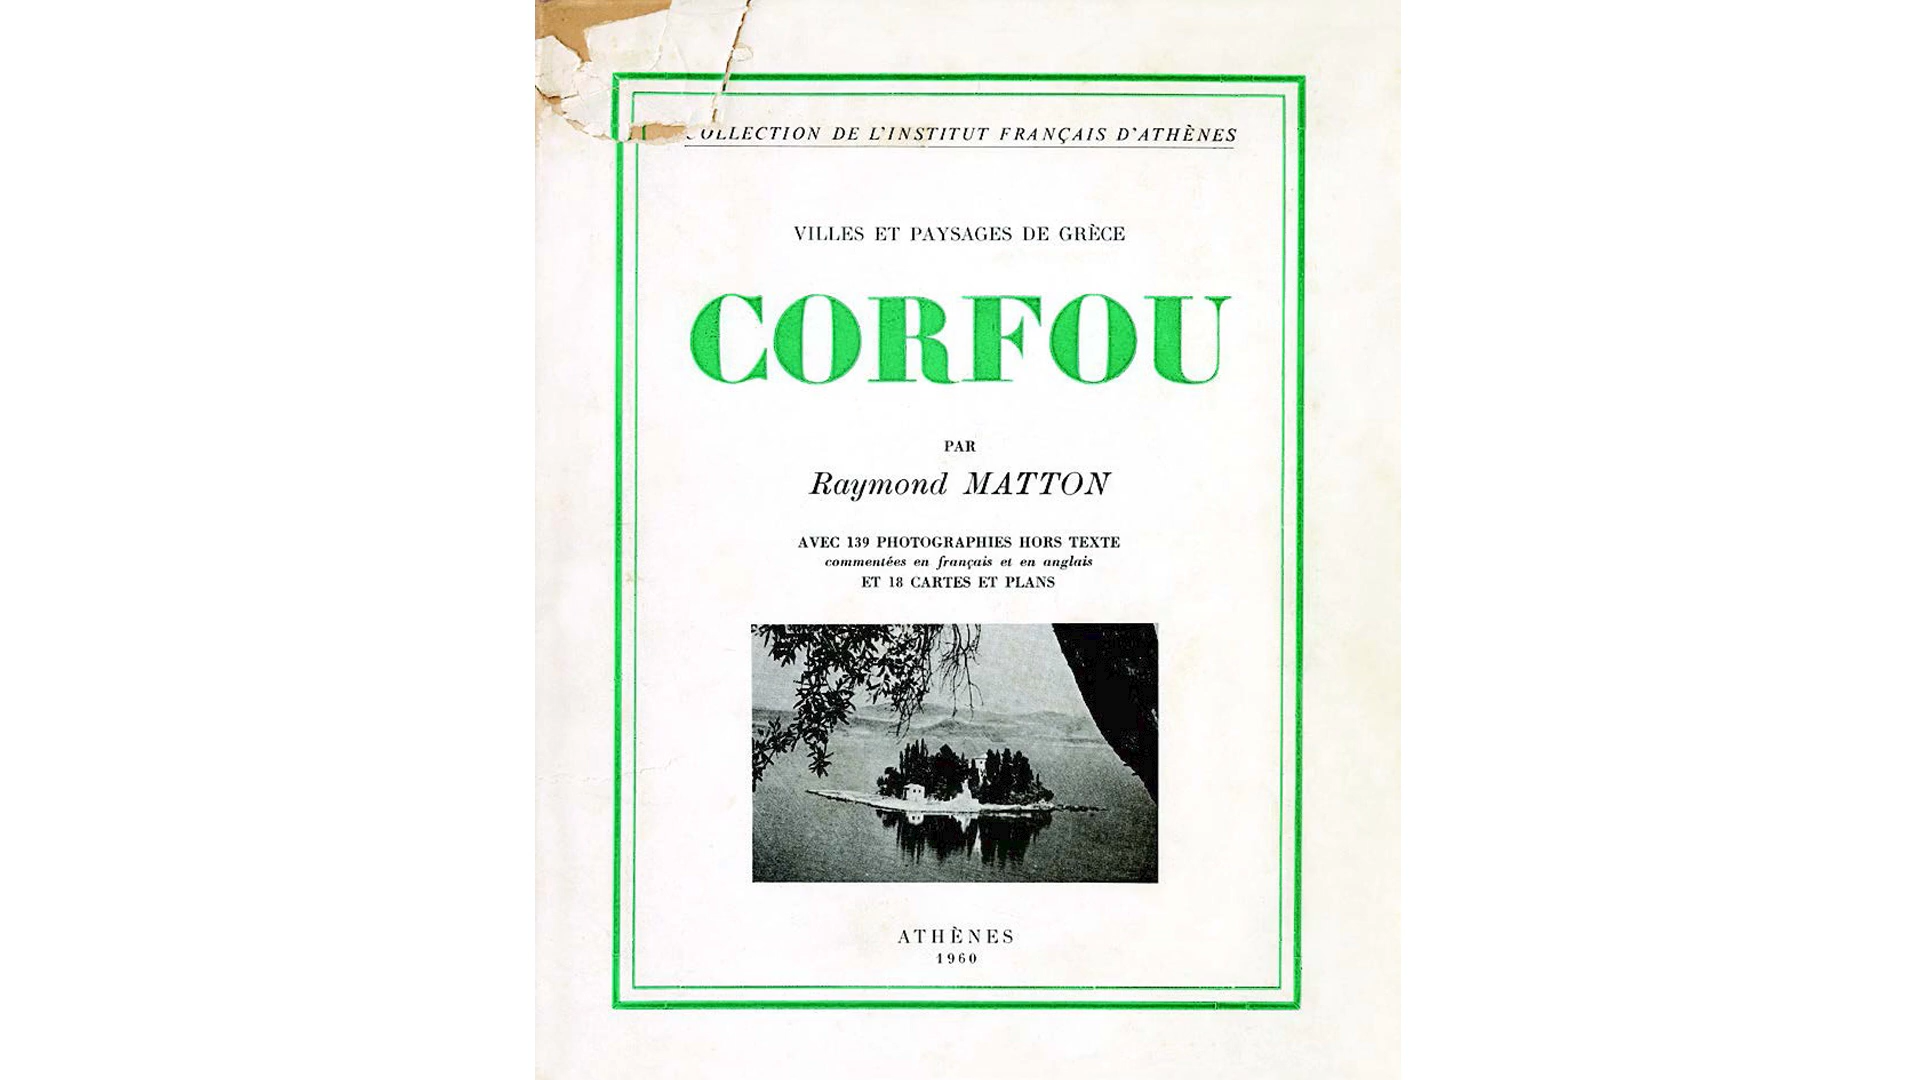 COLLECTION DE L'INSTITUT FRANÇAIS D'ATHÈNES
VILLES ET PAYSAGES DE GRÈCE
CORFOU
PAR
Raymond MATTON
AVEC 139 PHOTOGRAPHIES HORS TEXTE
commentées en français et en anglais
ET 18 CARTES ET PLANS
ATHÈNES
1960